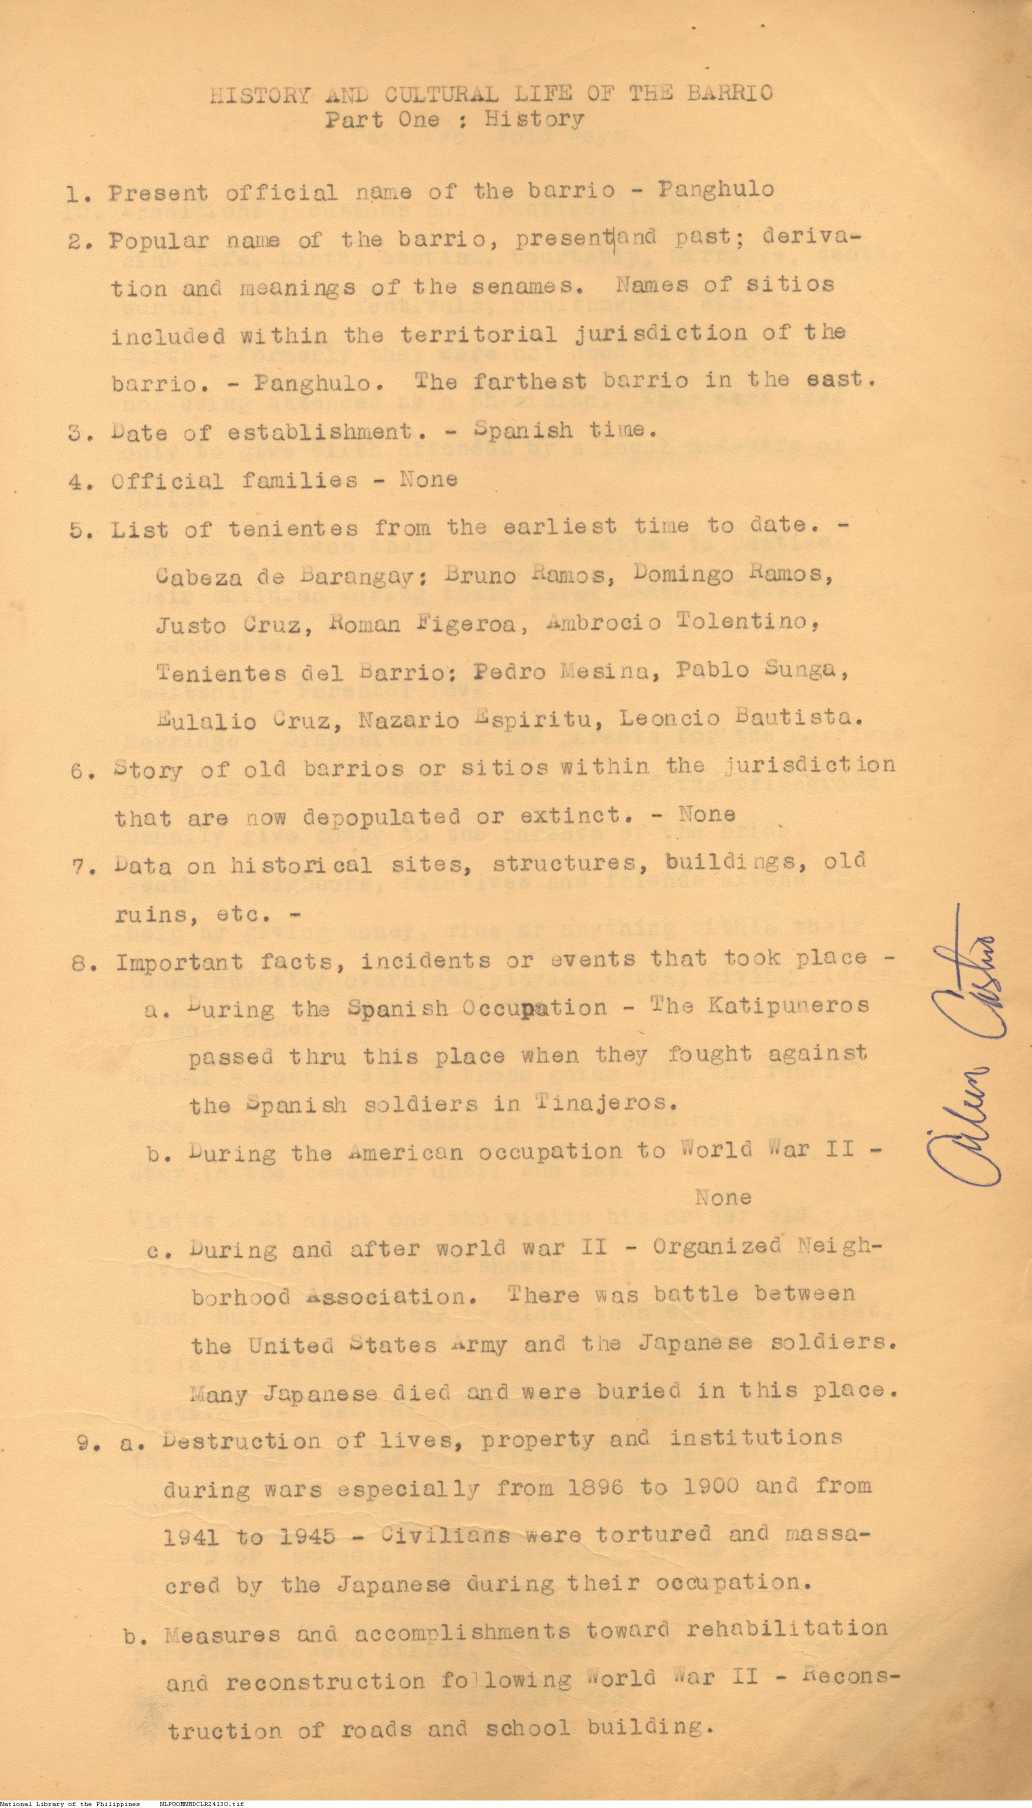 HISTORY AND CULTURAL LIFE OF THE BARRIO
Part One : History
1. Present official name of the barrio - Panghulo
2. Popular name of the barrio, present|and past; deriva-
tion and meanings of the senames. Names of sitios
included within the territorial jurisdiction of the
barrio. - Panghulo. The farthest barrio in the east.
3. Date of establishment. - Spanish time.
4. Official families - None
5. List of tenientes from the earliest time to date. -
Cabeza de Barangay: Bruno Ramos, Domingo Ramos,
Justo Cruz, Roman Figeroa, Ambrocio Tolentino,
Tenientes del Barrio: Pedro Mesina, Pablo Sunga,
Eulalio Cruz, Nazario Espiritu, Leoncio Bautista.
6. Story of old barrios or sitios within the jurisdiction
that are now depopulated or extinct. - None
7. Data on historical sites, structures, buildings, old
ruins, etc. -
8. Important facts, incidents or events that took place -
a. During the Spanish Occupation - The Katipuneros
passed thru this place when they fought against
the Spanish soldiers in Tinajeros.
b. During the American occupation to World War II -
None
c. During and after world war II - Organized Neigh-
borhood Association. There was battle between
the United States Army and the Japanese soldiers.
Many Japanese died and were buried in this place.
9. a. Destruction of lives, property and institutions
during wars especially from 1896 to 1900 and from
1941 to 1945 - Civilians were tortured and massa-
cred by the Japanese during their occupation.
b. Measures and accomplishments toward rehabilitation
and reconstruction following World War II - Recons-
truction of roads and school building.
Castro
National Library of the Philippines